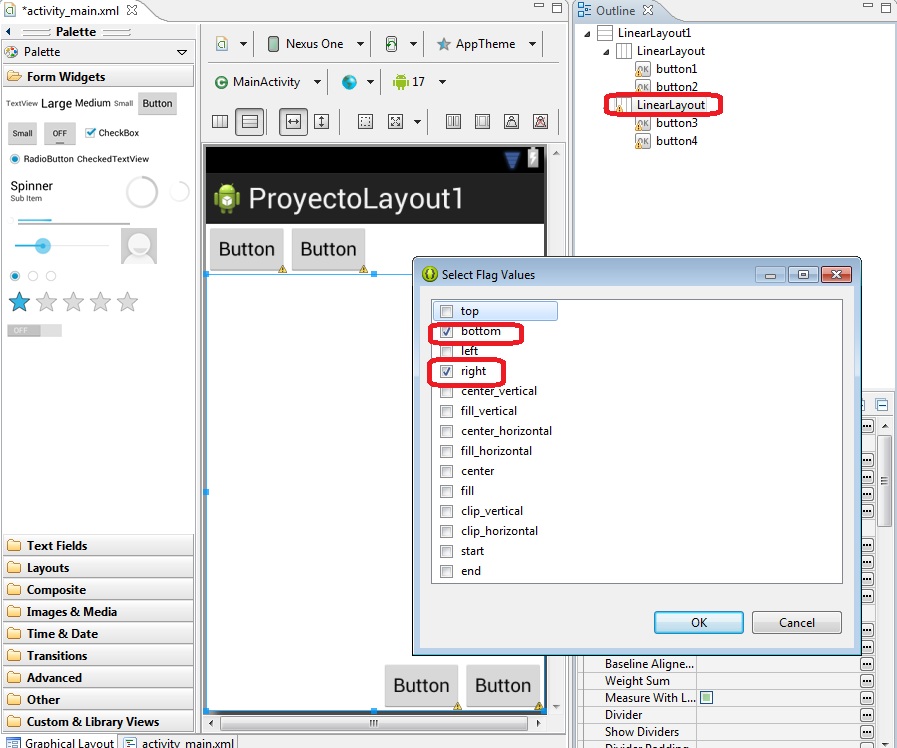 *activity_main.xml
Palette
Palette
Form Widgets
TextView Large Medium Small Button
Small OFF CheckBox
RadioButton CheckedTextView
Spinner
Sub Item
OFF
Text Fields
Layouts
Composite
Images & Media
Time & Date
Transitions
Advanced
Other
Custom & Library Views
Graphical Layout
activity_main.xml
Nexus One
AppTheme
MainActivity
17
ProyectoLayout1
Button
Button
Button
Button
Outline
LinearLayout1
LinearLayout
button1
button2
LinearLayout
button3
button4
Select Flag Values
top
bottom
left
right
center_vertical
fill_vertical
center_horizontal
fill_horizontal
center
fill
clip_vertical
clip_horizontal
start
end
OK
Cancel
Baseline Aligne...
Weight Sum
Measure With L...
Divider
Show Dividers
Divider Padding